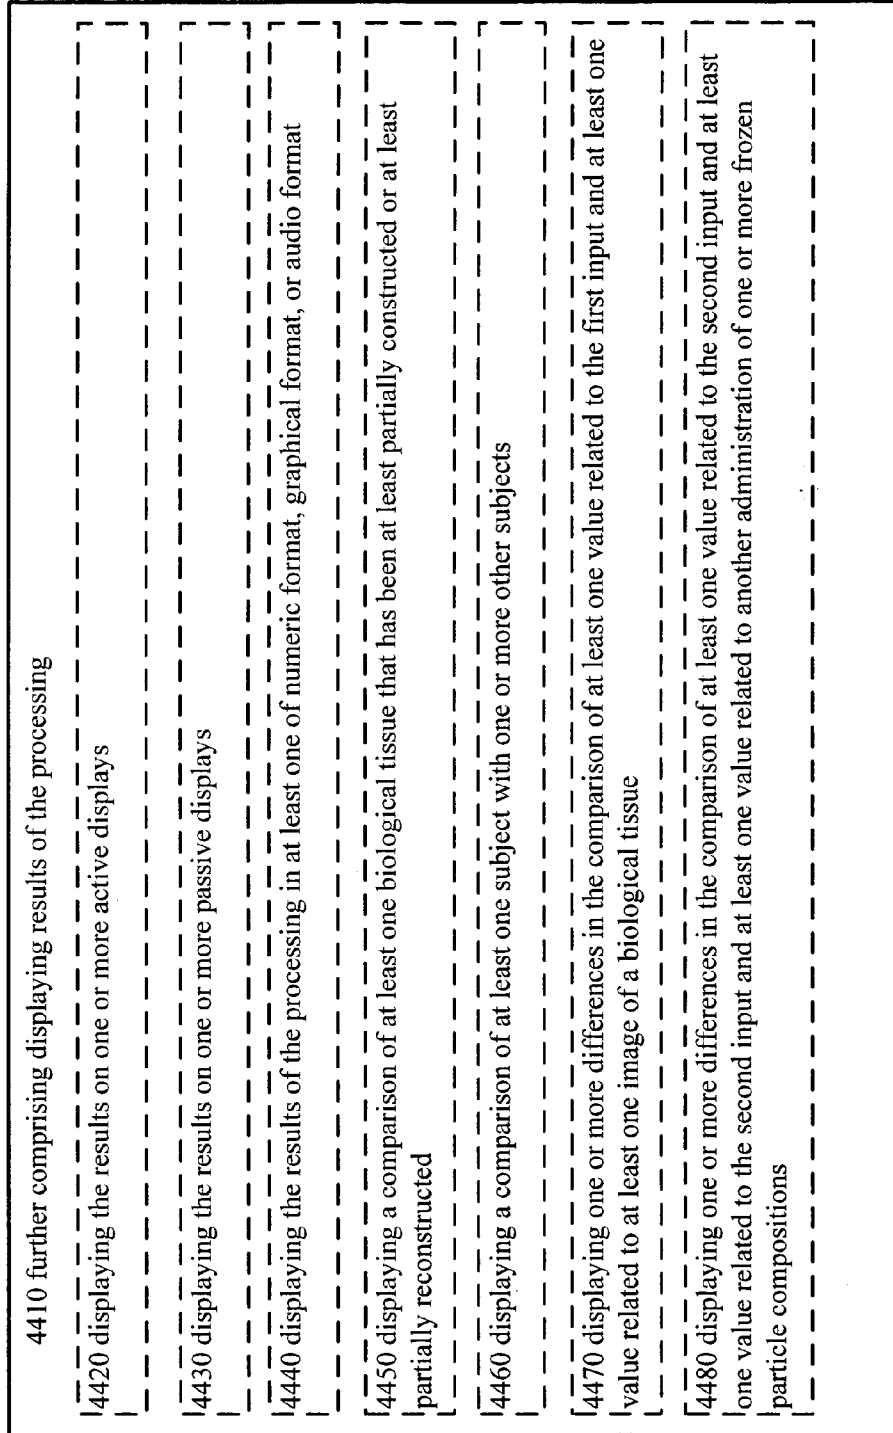 4410 further comprising displaying results of the processing
4420 displaying the results on one or more active displays
4430 displaying the results on one or more passive displays
4440 displaying the results of the processing in at least one of numeric format, graphical format, or audio format
4450 displaying a comparison of at least one biological tissue that has been at least partially constructed or at least
partially reconstructed
4460 displaying a comparison of at least one subject with one or more other subjects
4470 displaying one or more differences in the comparison of at least one value related to the first input and at least one
value related to at least one image of a biological tissue
4480 displaying one or more differences in the comparison of at least one value related to the second input and at least
one value related to the second input and at least one value related to another administration of one or more frozen
particle compositions